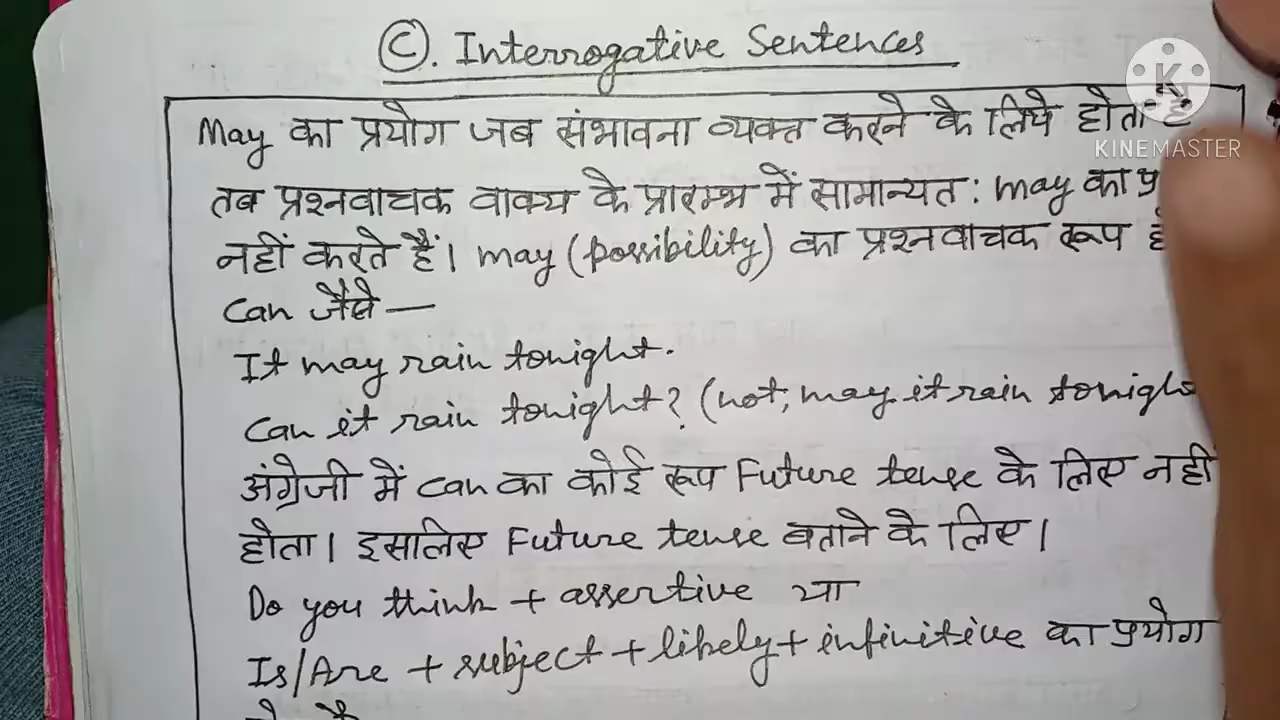 ©. Interrogative Sentences
May का प्रयोग जब संभावना व्यक्त करने के लिये होता है
तब प्रश्नवाचक वाक्य के प्रारम्भ में सामान्यत: may का
नहीं करते हैं। may (possibility) का प्रश्नवाचक रूप
Can जैसे —
It may rain tonight.
Can it rain tonight? (not, may it rain
अंग्रेजी में can का कोई रूप Future tense के लिए नहीं
होता। इसलिए Future tense बताने के लिए।
Do you think + assertive या
Is/Are + subject + likely + infinitive का प्रयोग
K
KINEMASTER